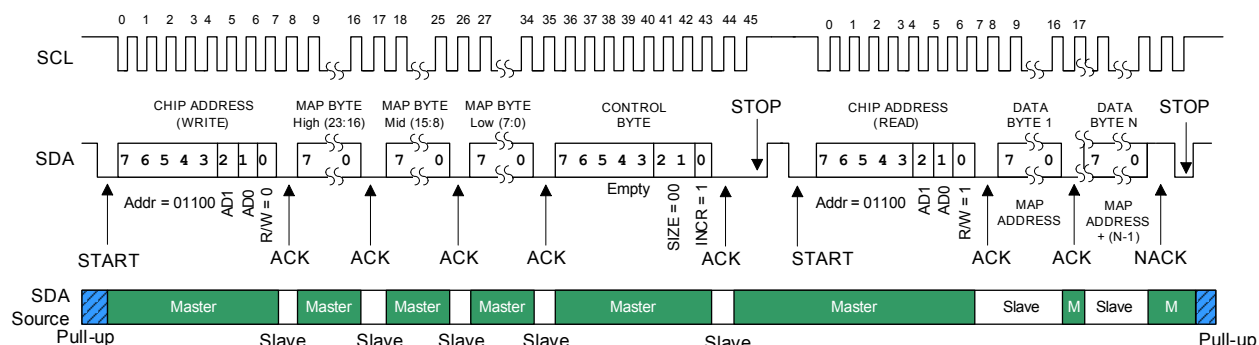 0 1 2 3 4 5 6 7 8 9 16 17 18 25 26 27 34 35 36 37 38 39 40 41 42 43 44 45 0 1 2 3 4 5 6 7 8 9 16 17
SCL
CHIP ADDRESS (WRITE)
MAP BYTE High (23:16)
MAP BYTE Mid (15:8)
MAP BYTE Low (7:0)
CONTROL BYTE
STOP
CHIP ADDRESS (READ)
DATA BYTE 1
DATA BYTE N
STOP
SDA
7 6 5 4 3 2 1 0 7 0 7 0 7 0 7 6 5 4 3 2 1 0 7 6 5 4 3 2 1 0 7 0 7 0
Addr = 01100
AD1
AD0
R/W = 0
Empty
SIZE = 00
INCR = 1
Addr = 01100
AD1
AD0
R/W = 1
MAP ADDRESS
MAP ADDRESS + (N-1)
START ACK ACK ACK ACK ACK START ACK ACK NACK
SDA Source
Master Master Master Master Master Master Slave M Slave M
Pull-up Slave Slave Slave Slave Slave Pull-up